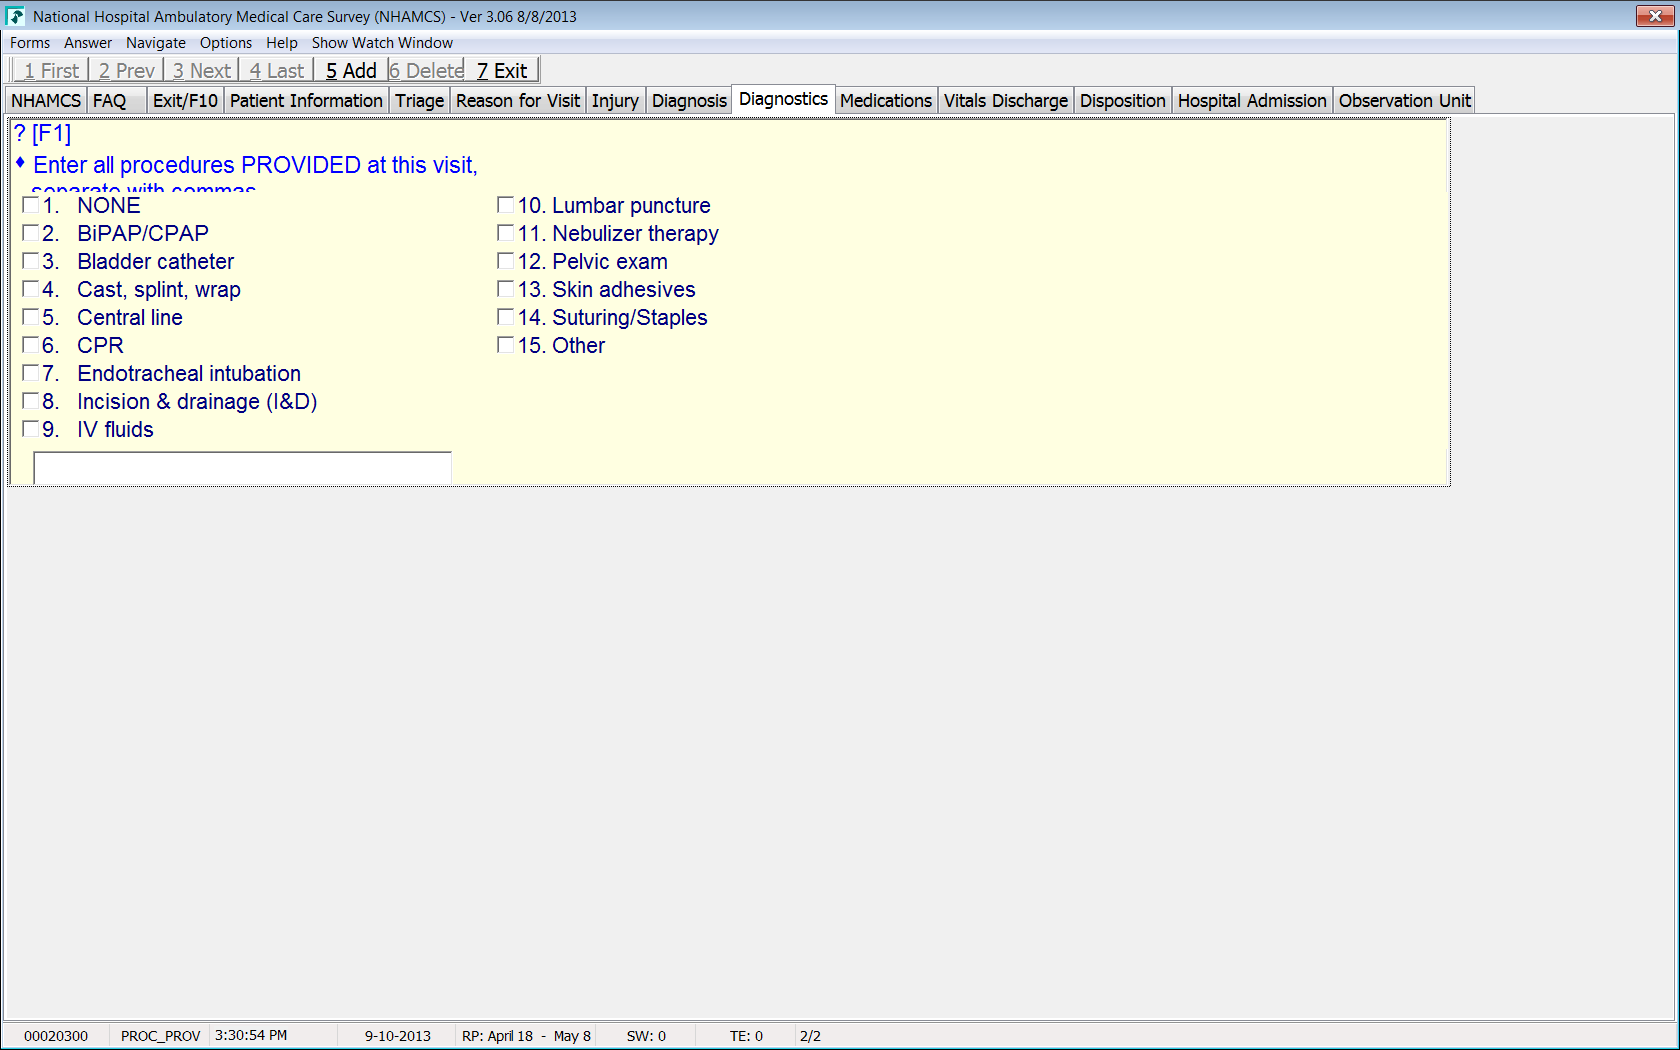 National Hospital Ambulatory Medical Care Survey (NHAMCS) - Ver 3.06 8/8/2013
Forms Answer Navigate Options Help Show Watch Window
1 First 2 Prev 3 Next 4 Last 5 Add 6 Delete 7 Exit
NHAMCS FAQ Exit/F10 Patient Information Triage Reason for Visit Injury Diagnosis Diagnostics Medications Vitals Discharge Disposition Hospital Admission Observation Unit
? [F1]
♦ Enter all procedures PROVIDED at this visit,
separate with commas
1. NONE
2. BiPAP/CPAP
3. Bladder catheter
4. Cast, splint, wrap
5. Central line
6. CPR
7. Endotracheal intubation
8. Incision & drainage (I&D)
9. IV fluids
10. Lumbar puncture
11. Nebulizer therapy
12. Pelvic exam
13. Skin adhesives
14. Suturing/Staples
15. Other
00020300 PROC_PROV 3:30:54 PM 9-10-2013 RP: April 18 - May 8 SW: 0 TE: 0 2/2